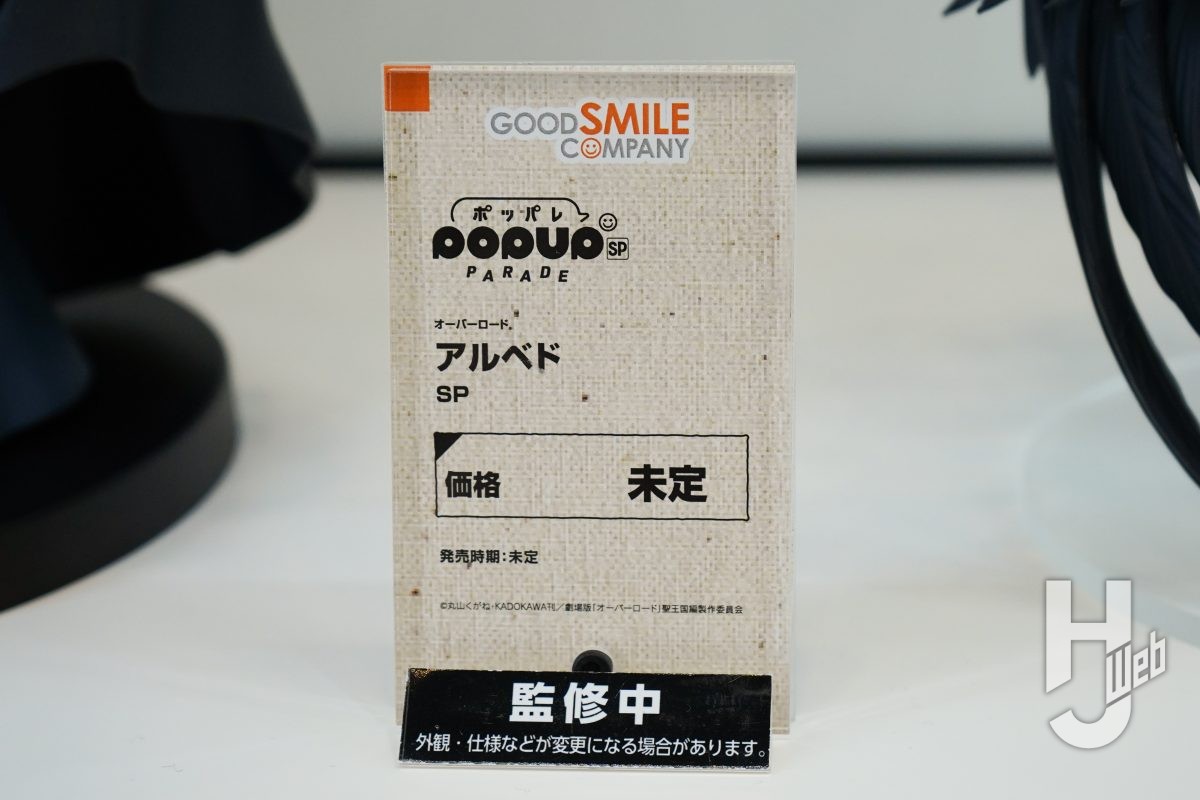 GOOD SMILE
COMPANY
ポッパレ
POPUP SP
PARADE
オーバーロード
アルベド
SP
価格 未定
発売時期:未定
©丸山くがね・KADOKAWA刊/劇場版「オーバーロード」聖王国編製作委員会
監修中
外観・仕様などが変更になる場合があります。
HJ Web